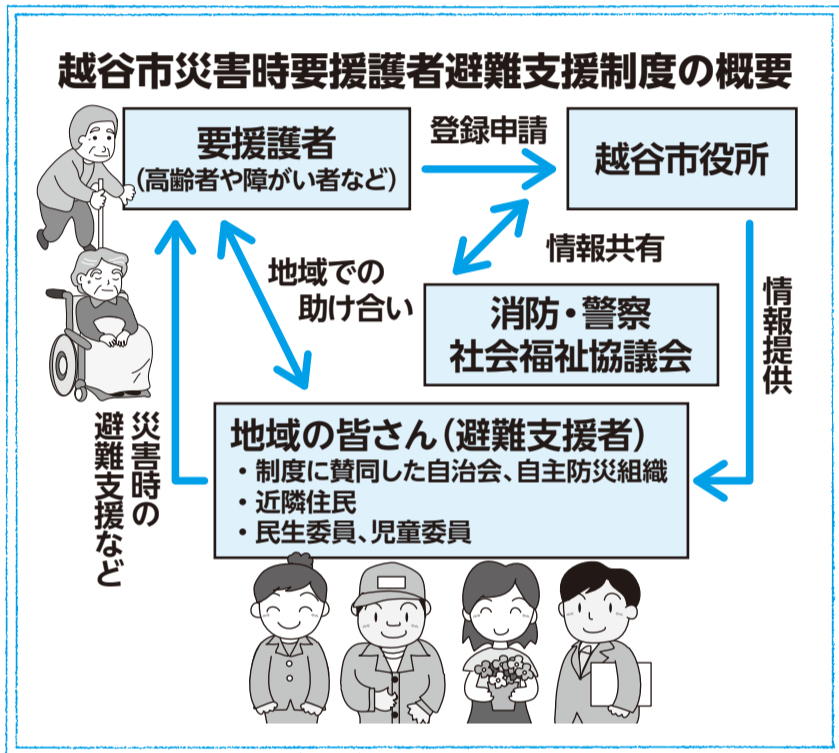 越谷市災害時要援護者避難支援制度の概要
要援護者
(高齢者や障がい者など)
登録申請
越谷市役所
情報共有
地域での
助け合い
消防・警察
社会福祉協議会
情報提供
地域の皆さん(避難支援者)
・制度に賛同した自治会、自主防災組織
・近隣住民
・民生委員、児童委員
災害時の
避難支援など